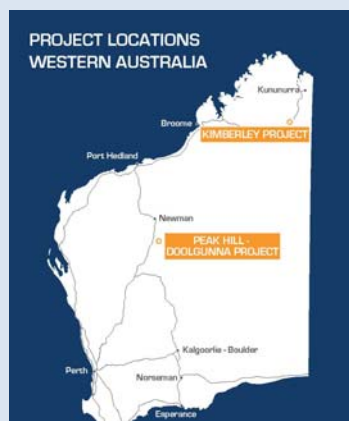 PROJECT LOCATIONS
WESTERN AUSTRALIA
Kununurra
Broome
KIMBERLEY PROJECT
Port Hedland
Newman
PEAK HILL -
DOOLGUNNA PROJECT
Kalgoorlie - Boulder
Perth
Norseman
Esperance